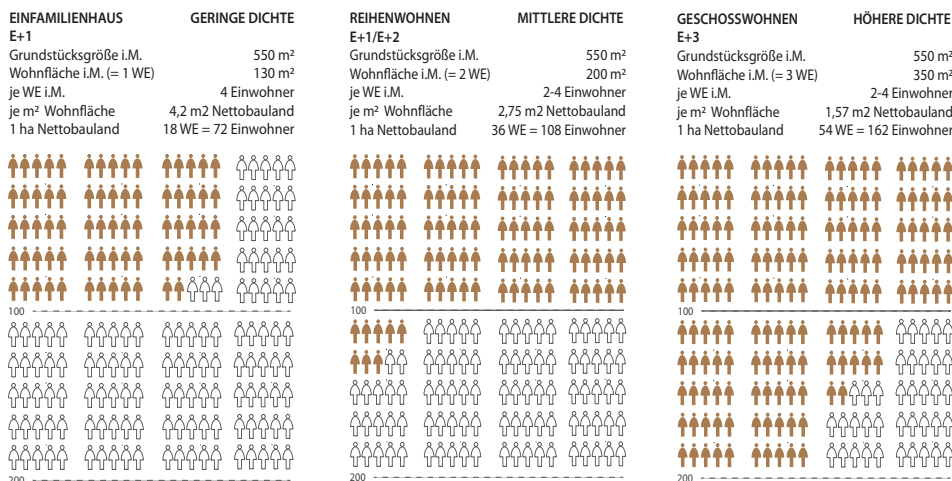 EINFAMILIENHAUS GERINGE DICHTE
E+1
Grundstücksgröße i.M. 550 m²
Wohnfläche i.M. (= 1 WE) 130 m²
je WE i.M. 4 Einwohner
je m² Wohnfläche 4,2 m2 Nettobauland
1 ha Nettobauland 18 WE = 72 Einwohner
100
200
REIHENWOHNEN MITTLERE DICHTE
E+1/E+2
Grundstücksgröße i.M. 550 m²
Wohnfläche i.M. (= 2 WE) 200 m²
je WE i.M. 2-4 Einwohner
je m² Wohnfläche 2,75 m2 Nettobauland
1 ha Nettobauland 36 WE = 108 Einwohner
100
200
GESCHOSSWOHNEN HÖHERE DICHTE
E+3
Grundstücksgröße i.M. 550 m²
Wohnfläche i.M. (= 3 WE) 350 m²
je WE i.M. 2-4 Einwohner
je m² Wohnfläche 1,57 m2 Nettobauland
1 ha Nettobauland 54 WE = 162 Einwohner
100
200